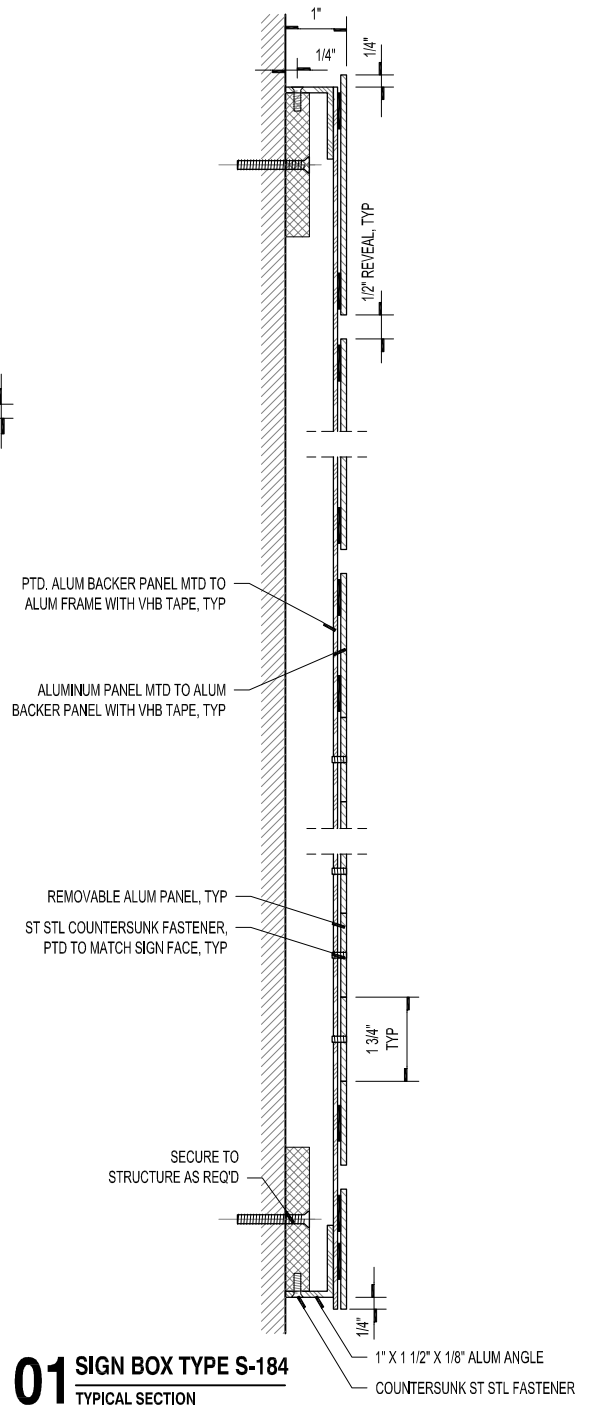 1"
1/4"
1/4"
1/2" REVEAL, TYP
PTD. ALUM BACKER PANEL MTD TO
ALUM FRAME WITH VHB TAPE, TYP
ALUMINUM PANEL MTD TO ALUM
BACKER PANEL WITH VHB TAPE, TYP
REMOVABLE ALUM PANEL, TYP
ST STL COUNTERSUNK FASTENER,
PTD TO MATCH SIGN FACE, TYP
1 3/4"
TYP
SECURE TO
STRUCTURE AS REQ'D
1/4"
1" X 1 1/2" X 1/8" ALUM ANGLE
COUNTERSUNK ST STL FASTENER
01 SIGN BOX TYPE S-184
TYPICAL SECTION